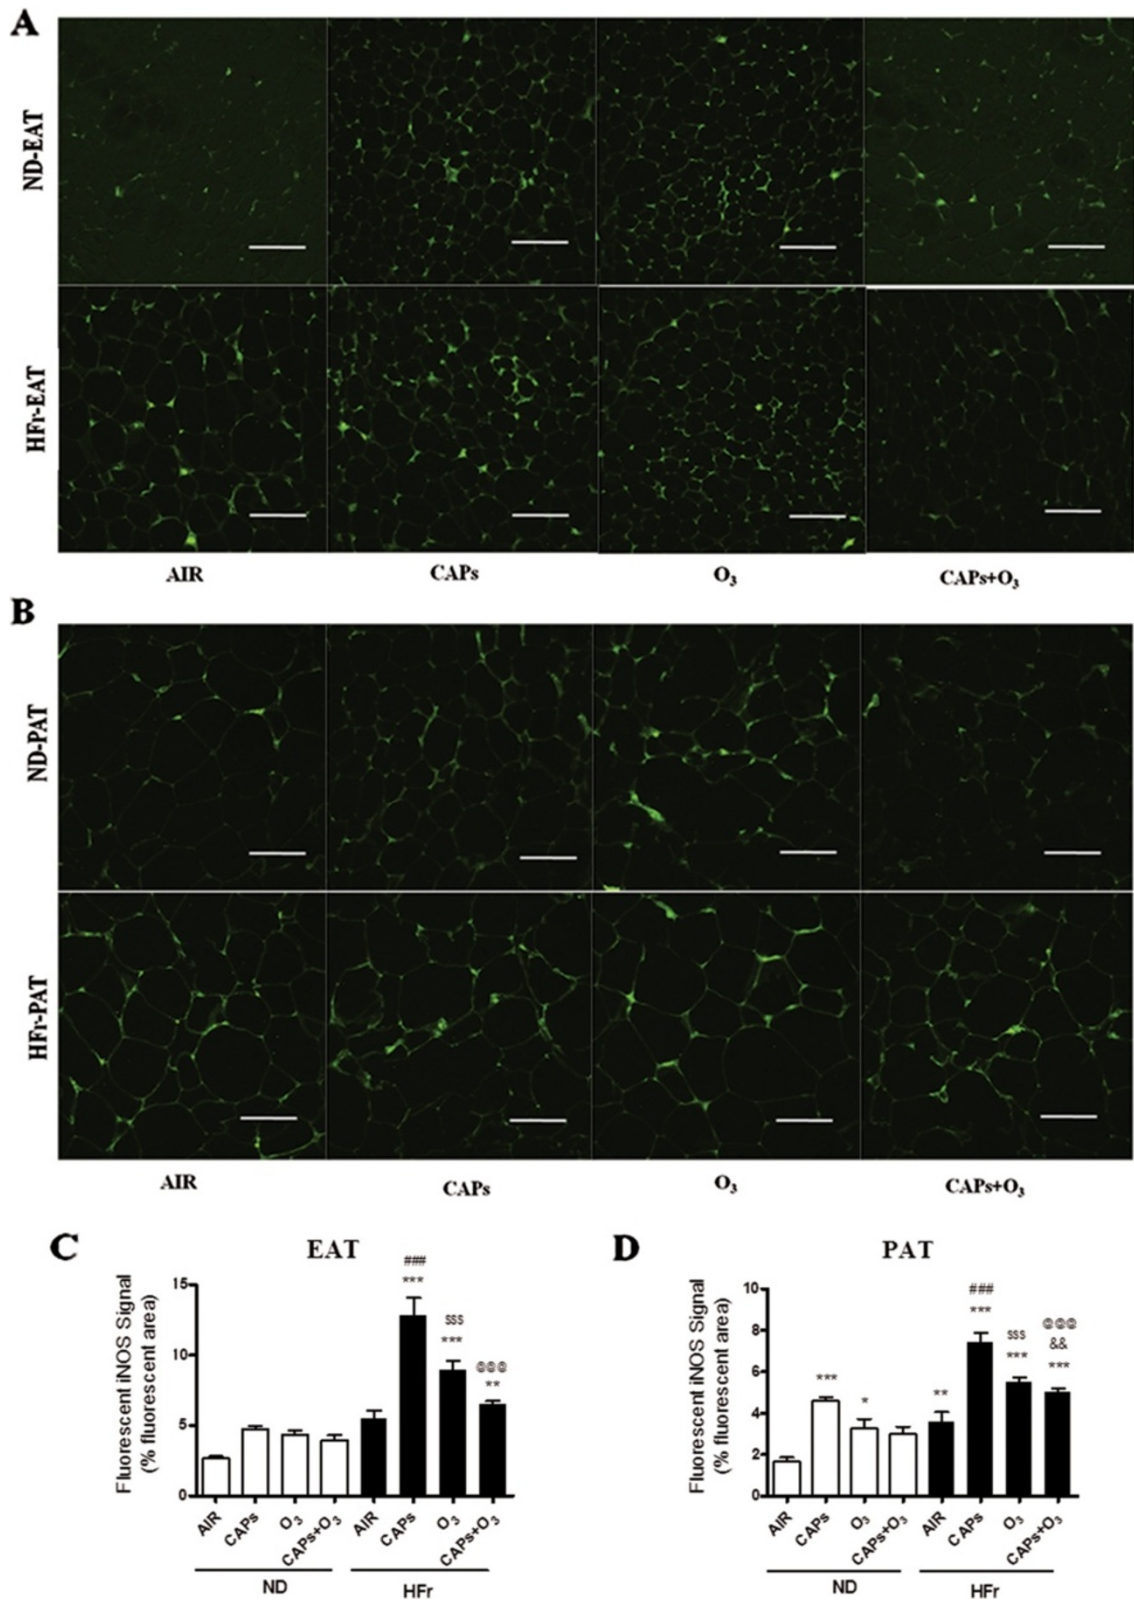 A
ND-EAT
HFr-EAT
AIR CAPs O₃ CAPs+O₃
B
ND-PAT
HFr-PAT
AIR CAPs O₃ CAPs+O₃
C
EAT
Fluorescent iNOS Signal
(% fluorescent area)
15
10
5
0
###
***
$$$
***
@@@
**
AIR CAPs O₃ CAPs+O₃ AIR CAPs O₃ CAPs+O₃
ND HFr
D
PAT
Fluorescent iNOS Signal
(% fluorescent area)
10
8
6
4
2
0
***
*
**
###
***
$$$
***
@@@
&&
***
AIR CAPs O₃ CAPs+O₃ AIR CAPs O₃ CAPs+O₃
ND HFr